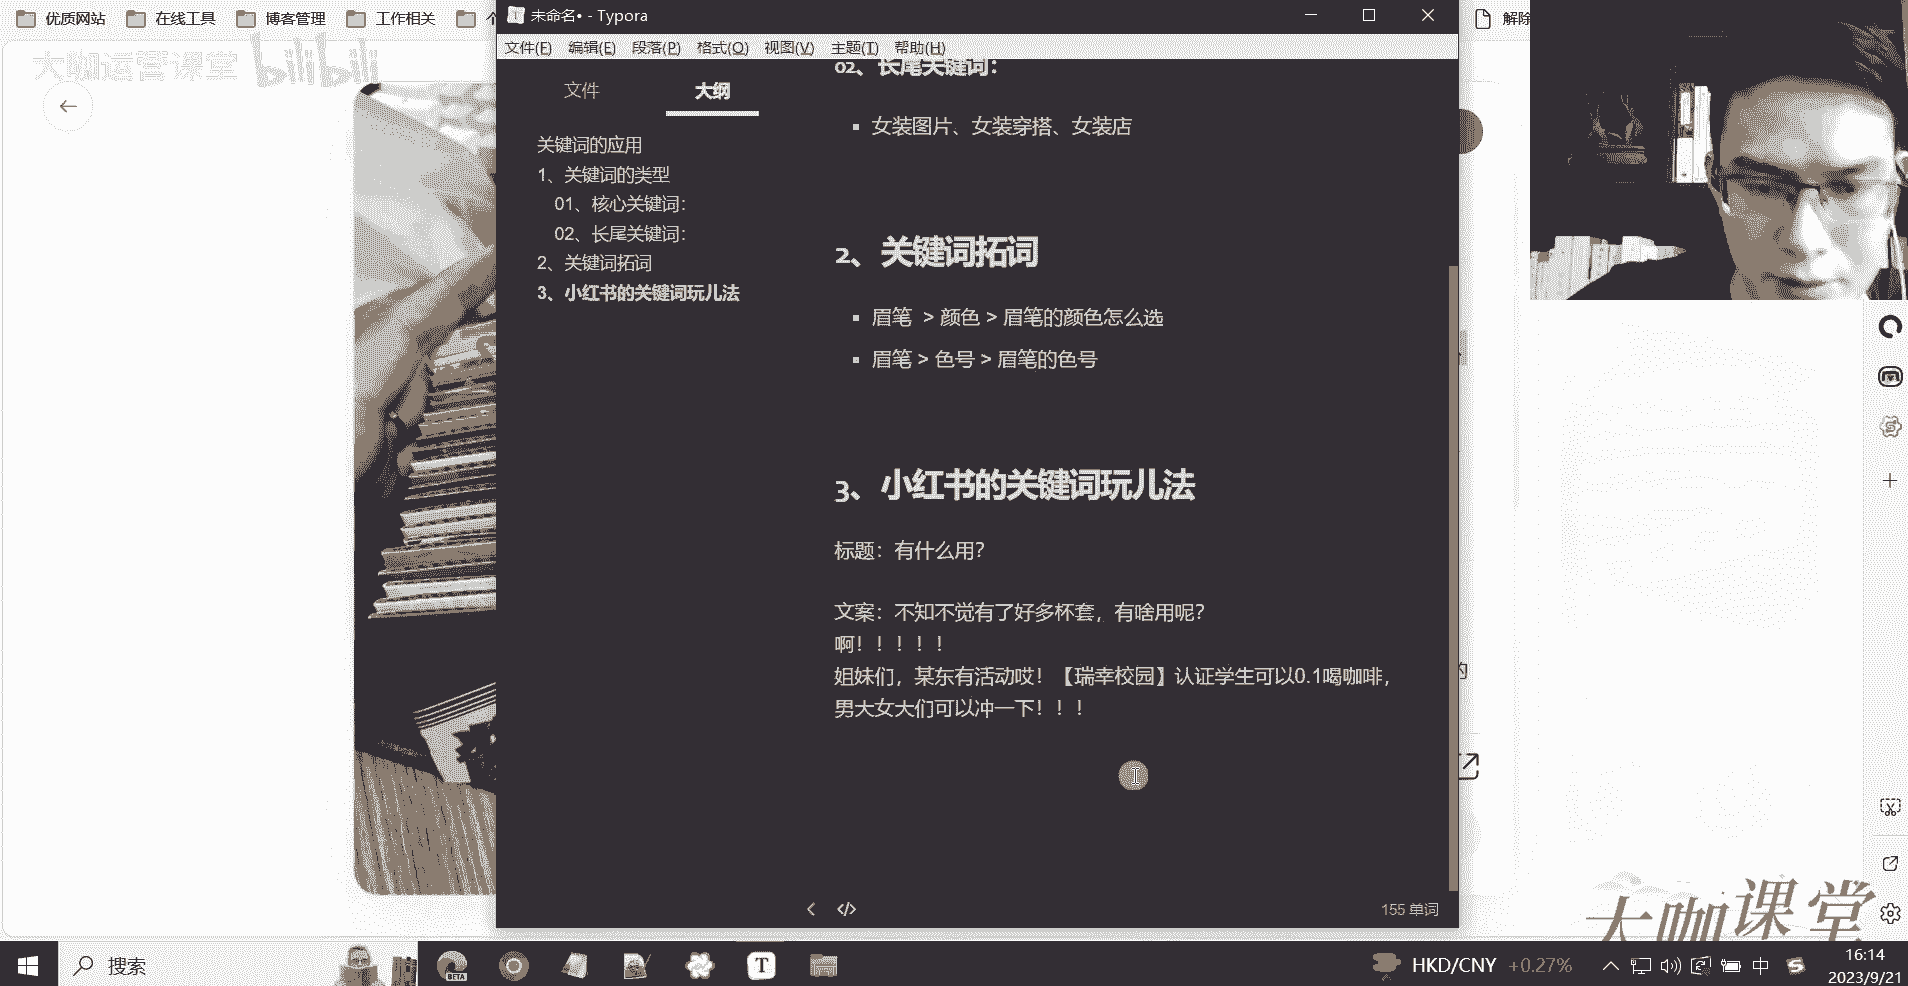 优质网站
在线工具
博客管理
工作相关
未命名• - Typora
解除
大咖运营课堂
bilibili
文件(F) 编辑(E) 段落(P) 格式(O) 视图(V) 主题(T) 帮助(H)
文件
大纲
关键词的应用
1、关键词的类型
01、核心关键词:
02、长尾关键词:
2、关键词拓词
3、小红书的关键词玩儿法
02、长尾关键词:
女装图片、女装穿搭、女装店
2、关键词拓词
眉笔 > 颜色 > 眉笔的颜色怎么选
眉笔 > 色号 > 眉笔的色号
3、小红书的关键词玩儿法
标题：有什么用？
文案：不知不觉有了好多杯套，有啥用呢？
啊！！！！！
姐妹们，某东有活动哎！【瑞幸校园】认证学生可以0.1喝咖啡，
男大女大们可以冲一下！！！
155 单词
大咖课堂
搜索
BETA
T
HKD/CNY +0.27%
中
16:14
2023/9/21